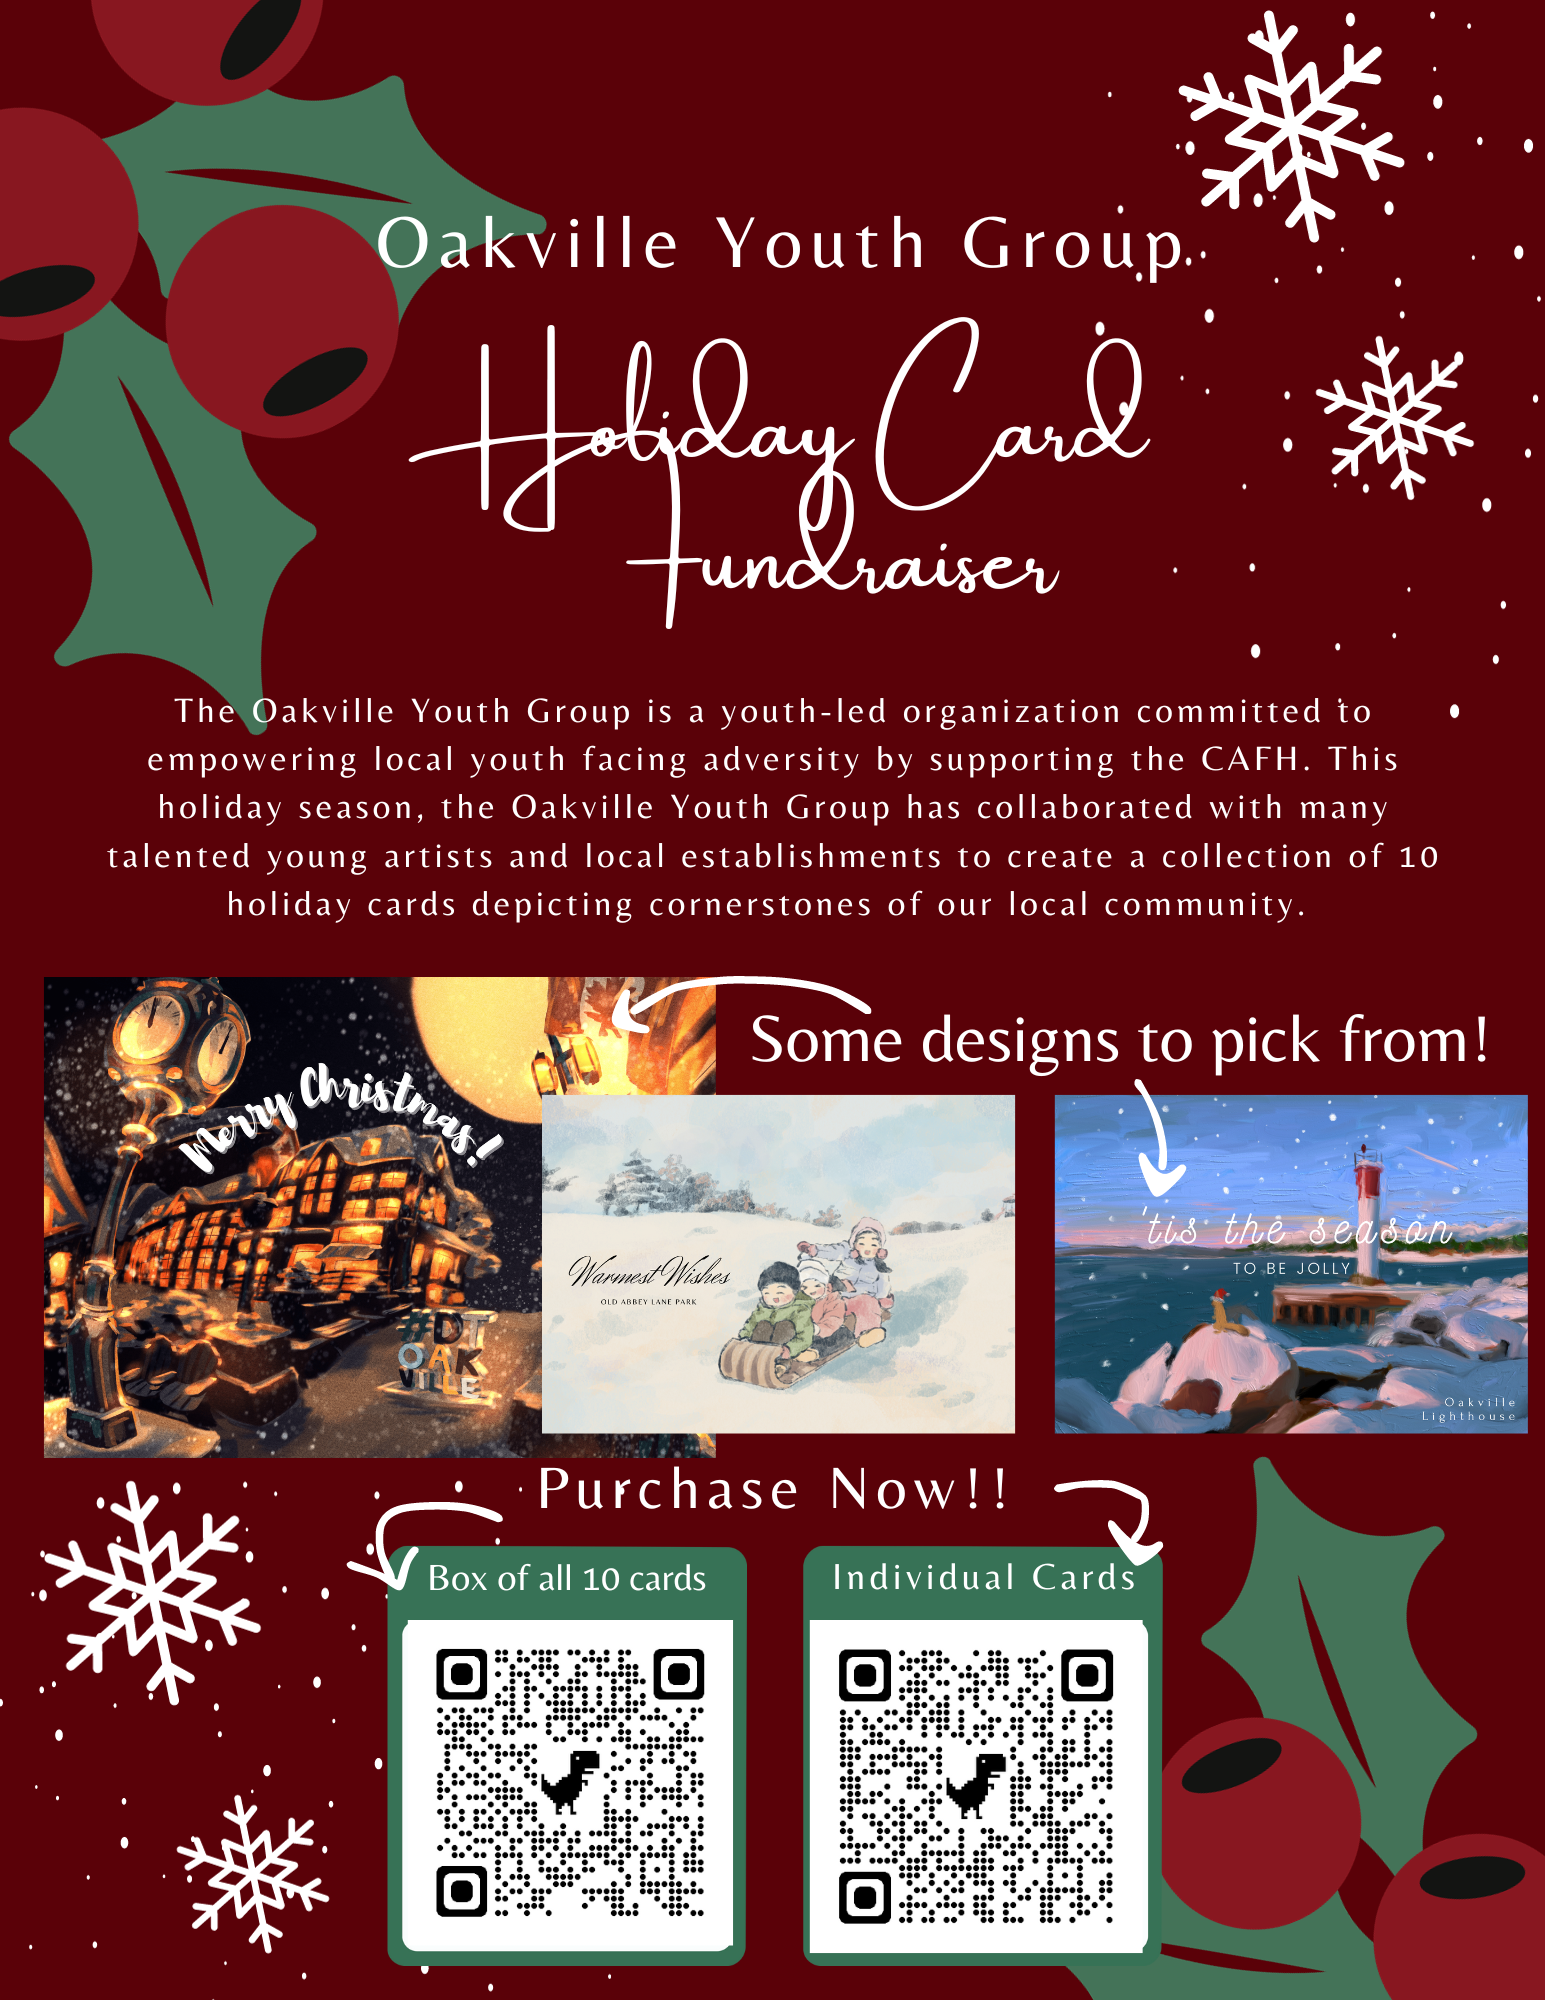 Oakville Youth Group
Holiday Card
Fundraiser
The Oakville Youth Group is a youth-led organization committed to
empowering local youth facing adversity by supporting the CAFH. This
holiday season, the Oakville Youth Group has collaborated with many
talented young artists and local establishments to create a collection of 10
holiday cards depicting cornerstones of our local community.
Some designs to pick from!
Merry Christmas!
#DT
OAK
VILLE
Warmest Wishes
OLD ABBEY LANE PARK
'tis the season
TO BE JOLLY
Oakville
Lighthouse
Purchase Now!!
Box of all 10 cards
Individual Cards